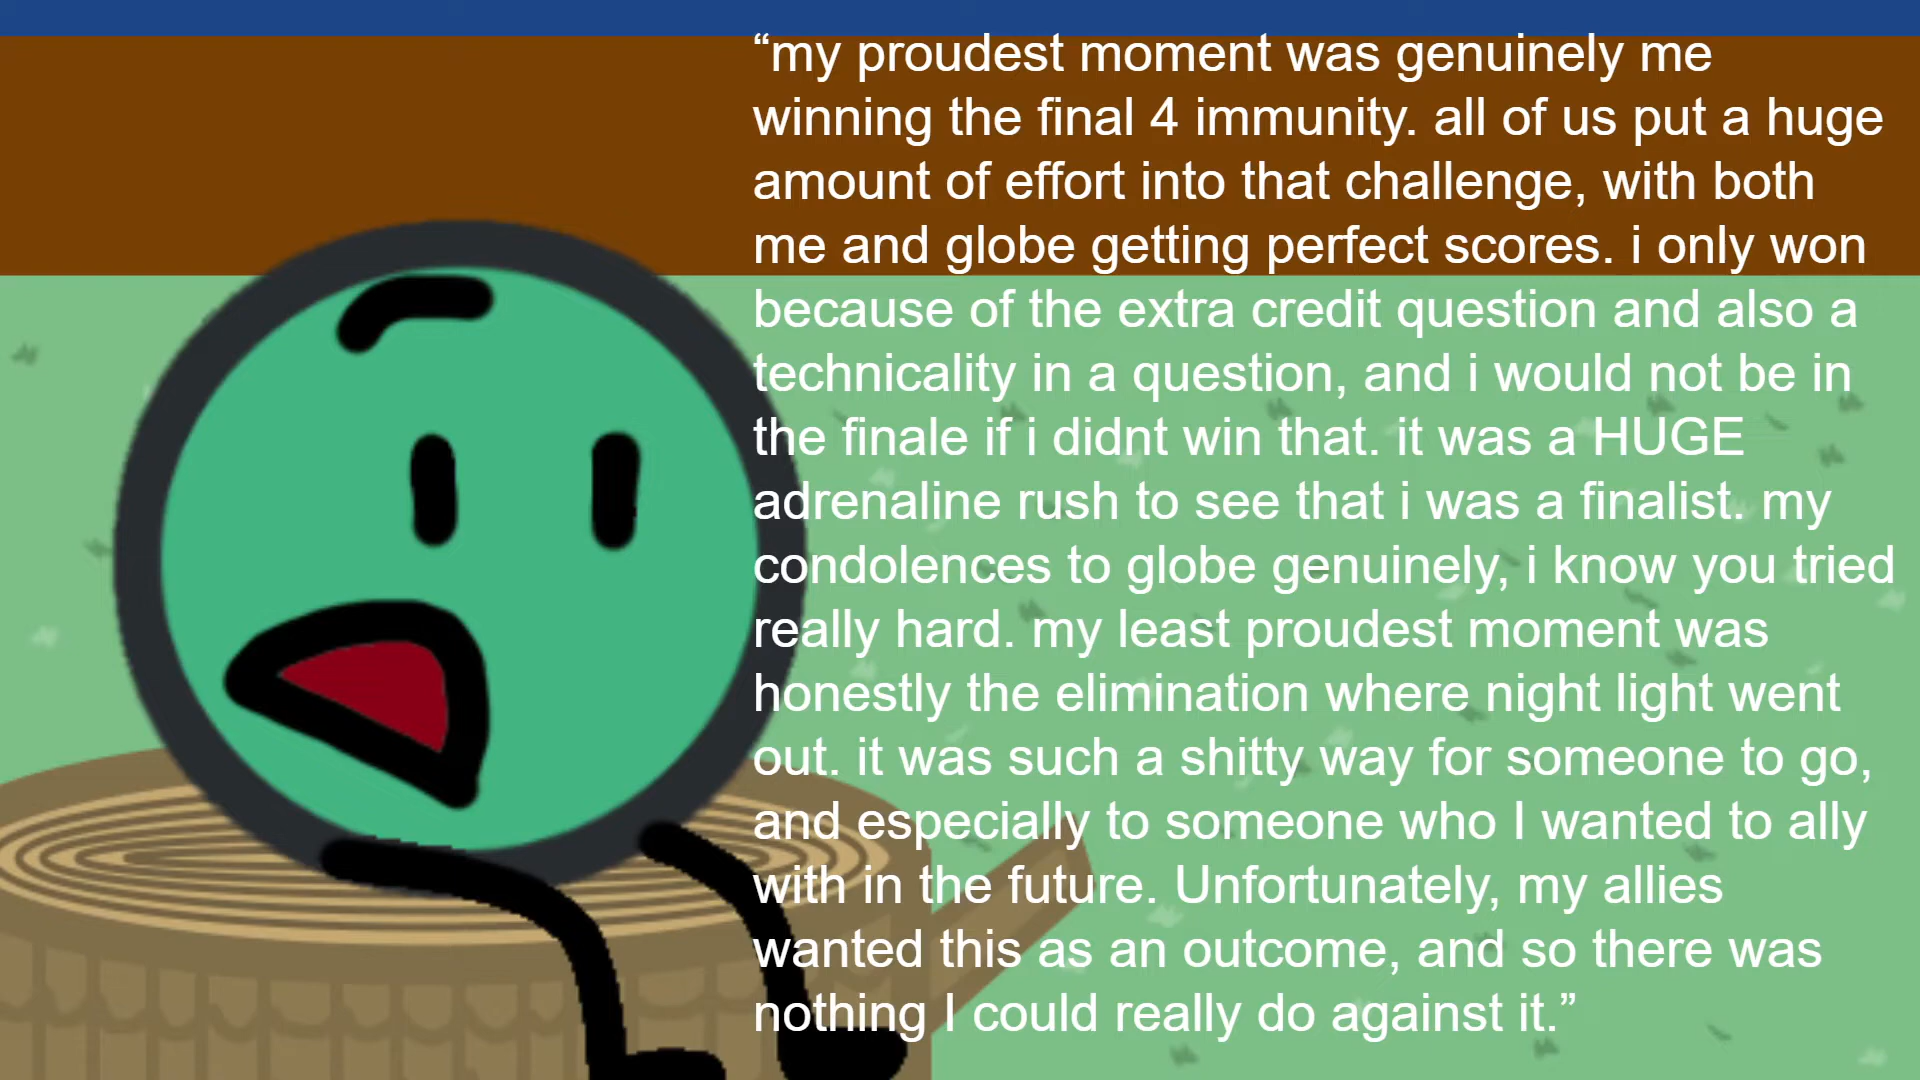 “my proudest moment was genuinely me
winning the final 4 immunity. all of us put a huge
amount of effort into that challenge, with both
me and globe getting perfect scores. i only won
because of the extra credit question and also a
technicality in a question, and i would not be in
the finale if i didnt win that. it was a HUGE
adrenaline rush to see that i was a finalist. my
condolences to globe genuinely, i know you tried
really hard. my least proudest moment was
honestly the elimination where night light went
out. it was such a shitty way for someone to go,
and especially to someone who I wanted to ally
with in the future. Unfortunately, my allies
wanted this as an outcome, and so there was
nothing I could really do against it.”